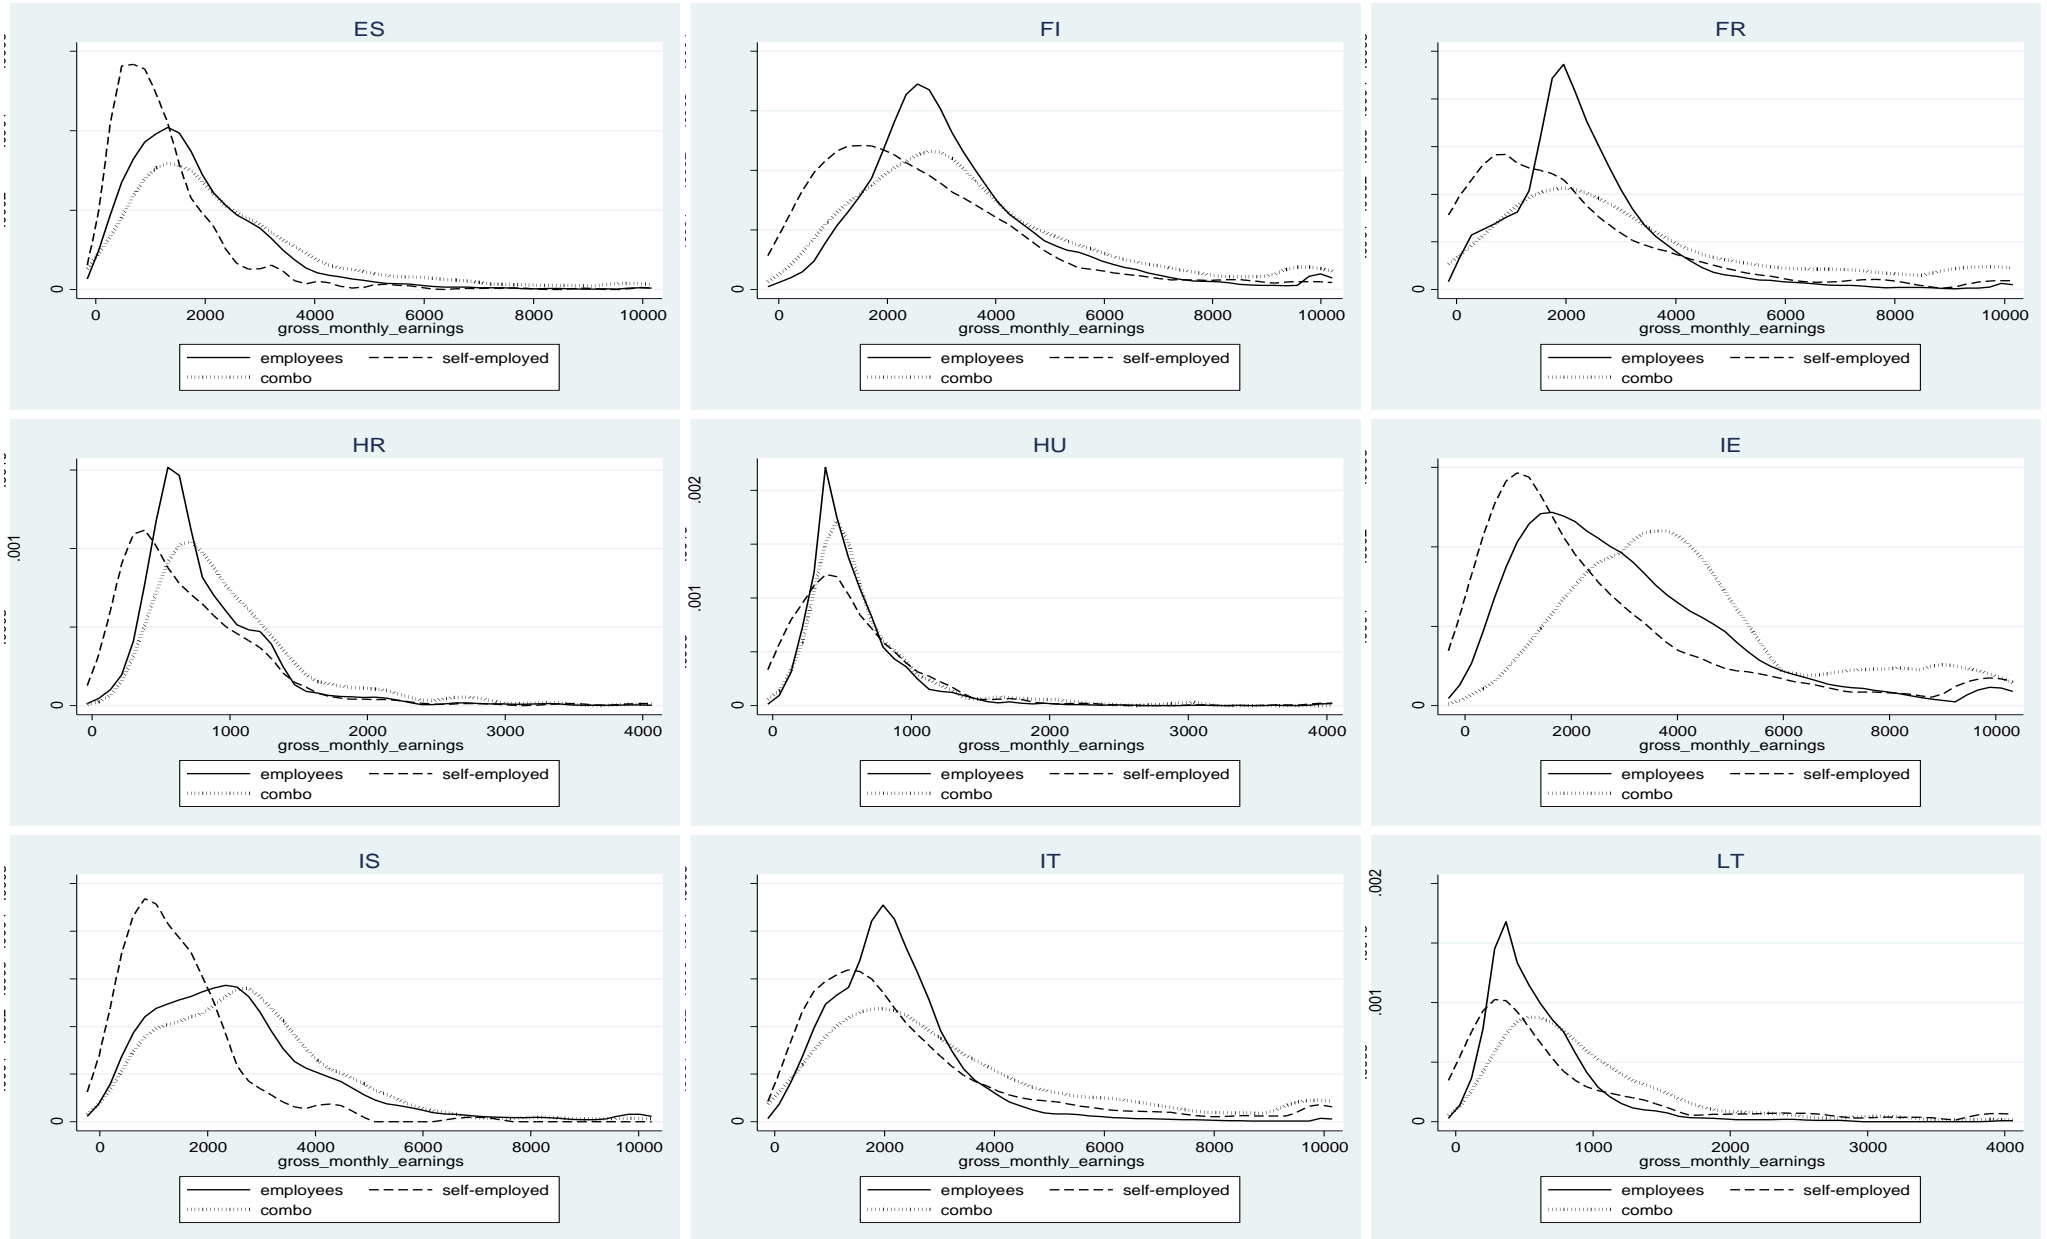 ES
0
0 2000 4000 6000 8000 10000
gross_monthly_earnings
employees self-employed
combo
FI
0
0 2000 4000 6000 8000 10000
gross_monthly_earnings
employees self-employed
combo
FR
0
0 2000 4000 6000 8000 10000
gross_monthly_earnings
employees self-employed
combo
HR
.001
0
0 1000 2000 3000 4000
gross_monthly_earnings
employees self-employed
combo
HU
.002
.001
0
0 1000 2000 3000 4000
gross_monthly_earnings
employees self-employed
combo
IE
0
0 2000 4000 6000 8000 10000
gross_monthly_earnings
employees self-employed
combo
IS
0
0 2000 4000 6000 8000 10000
gross_monthly_earnings
employees self-employed
combo
IT
0
0 2000 4000 6000 8000 10000
gross_monthly_earnings
employees self-employed
combo
LT
.002
.001
0
0 1000 2000 3000 4000
gross_monthly_earnings
employees self-employed
combo